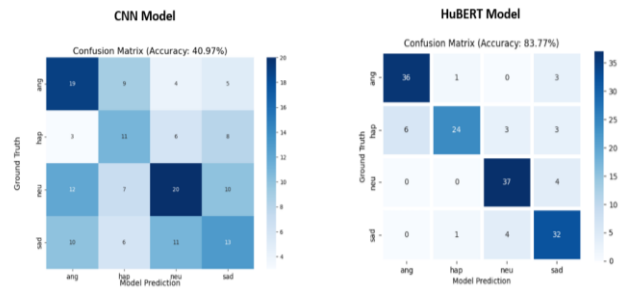 CNN Model
Confusion Matrix (Accuracy: 40.97%)
Ground Truth
ang 19 9 4 5
hap 3 11 6 8
neu 12 7 20 10
sad 10 6 11 13
ang hap neu sad
Model Prediction
20
18
16
14
12
10
8
6
4
HuBERT Model
Confusion Matrix (Accuracy: 83.77%)
Ground Truth
ang 36 1 0 3
hap 6 24 3 3
neu 0 0 37 4
sad 0 1 4 32
ang hap neu sad
Model Prediction
35
30
25
20
15
10
5
0